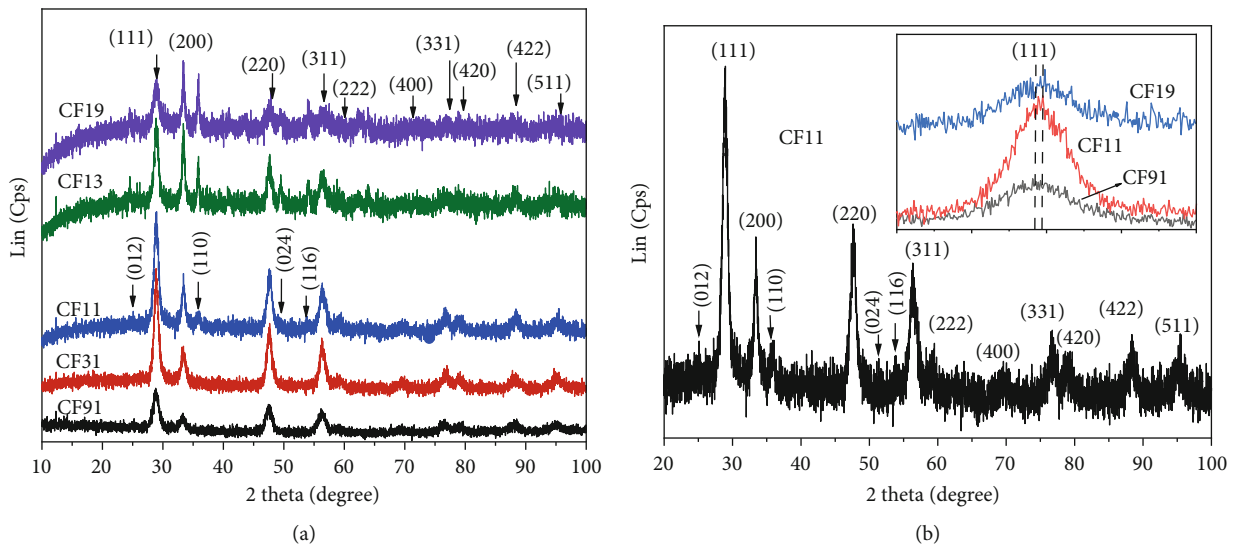 (111)
(200)
(220)
(311)
(222)
(400)
(331)
(420)
(422)
(511)
CF19
CF13
(012)
(110)
(024)
(116)
CF11
CF31
CF91
Lin (Cps)
10 20 30 40 50 60 70 80 90 100
2 theta (degree)
(a)
(111)
CF19
CF11
CF91
(111)
CF11
(200)
(220)
(311)
(012)
(110)
(024)
(116)
(222)
(400)
(331)
(420)
(422)
(511)
Lin (Cps)
20 30 40 50 60 70 80 90 100
2 theta (degree)
(b)